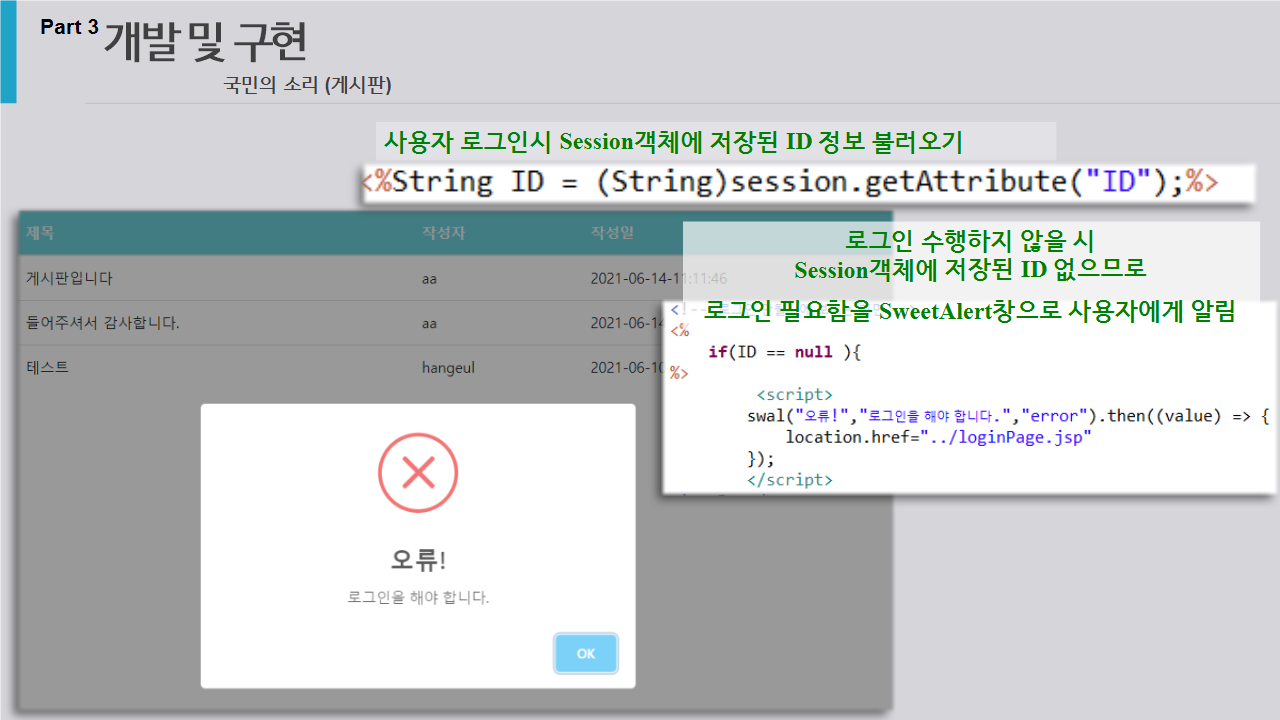 Part 3
개발 및 구현
국민의 소리 (게시판)
사용자 로그인시 Session객체에 저장된 ID 정보 불러오기
<%String ID = (String)session.getAttribute("ID");%>
제목 작성자 작성일
게시판입니다 aa 2021-06-14-11:11:46
들어주셔서 감사합니다. aa 2021-06-14
테스트 hangeul 2021-06-10
로그인 수행하지 않을 시
Session객체에 저장된 ID 없으므로
로그인 필요함을 SweetAlert창으로 사용자에게 알림
<%
if(ID == null ){
%>
<script>
swal("오류!","로그인을 해야 합니다.","error").then((value) => {
location.href="../loginPage.jsp"
});
</script>
오류!
로그인을 해야 합니다.
OK